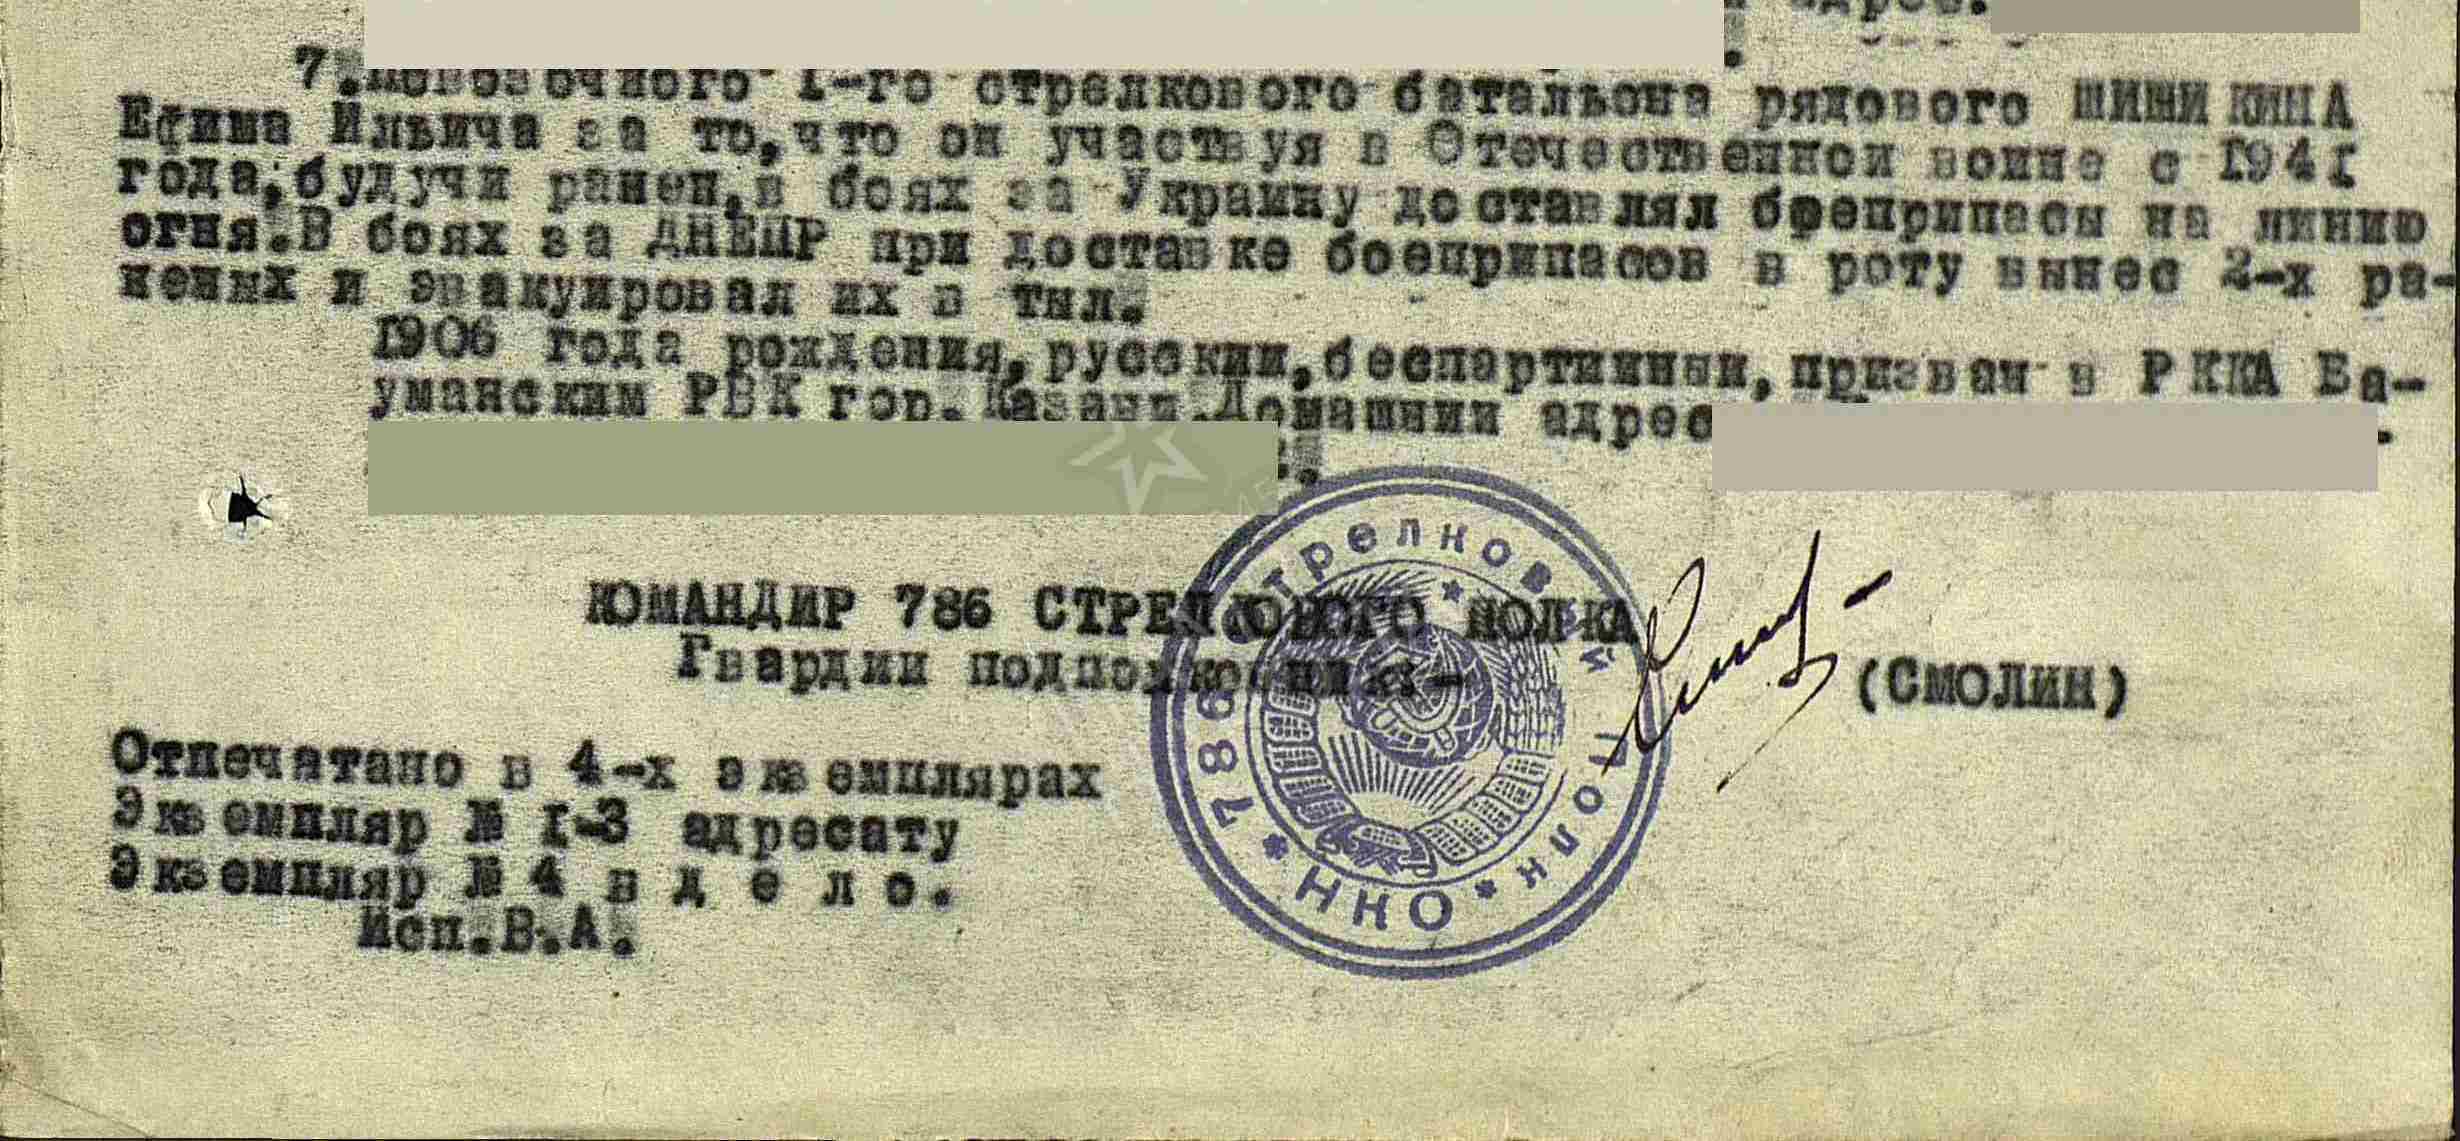 адрес.
7.Повозочного 1-го стрелкового батальона рядового
Ефима Ильича за то,что он участвуя в Отечественной войне с 1941
года,будучи ранен,в боях за Украину доставлял боеприпасы на линию
огня.В боях за ДНЕПР при доставке боеприпасов в роту вынес 2-х ра-
неных и эвакуировал их в тыл.
1906 года рождения,русский,беспартийный,призван в РККА Ба-
уманским РВК гор.Казани.Домашний адрес
КОМАНДИР 786 СТРЕЛКОВОГО ПОЛКА
Гвардии подполковник-
(СМОЛИН)
786 Стрелковый полк * НКО *
Отпечатано в 4-х экземплярах
Экземпляр № 1-3 адресату
Экземпляр № 4 в д е л о.
Исп.В.А.